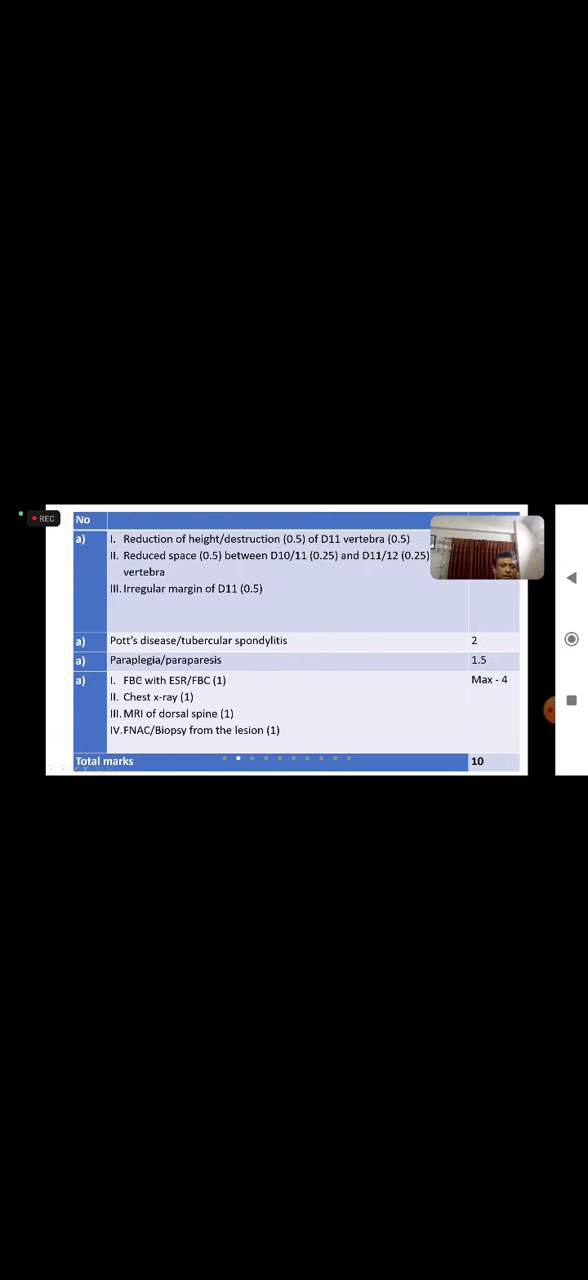 REC
No
a) I. Reduction of height/destruction (0.5) of D11 vertebra (0.5)
II. Reduced space (0.5) between D10/11 (0.25) and D11/12 (0.25)
vertebra
III. Irregular margin of D11 (0.5)
a) Pott's disease/tubercular spondylitis 2
a) Paraplegia/paraparesis 1.5
a) I. FBC with ESR/FBC (1) Max - 4
II. Chest x-ray (1)
III. MRI of dorsal spine (1)
IV. FNAC/Biopsy from the lesion (1)
Total marks 10